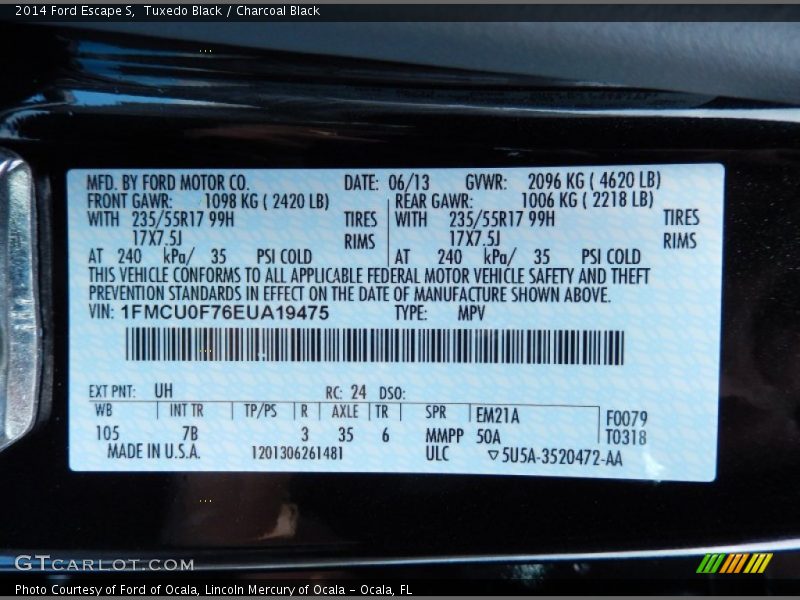 2014 Ford Escape S,  Tuxedo Black / Charcoal Black
MFD. BY FORD MOTOR CO. DATE: 06/13 GVWR: 2096 KG ( 4620 LB)
FRONT GAWR: 1098 KG ( 2420 LB) REAR GAWR: 1006 KG ( 2218 LB)
WITH 235/55R17 99H TIRES WITH 235/55R17 99H TIRES
17X7.5J RIMS 17X7.5J RIMS
AT 240 kPa/ 35 PSI COLD AT 240 kPa/ 35 PSI COLD
THIS VEHICLE CONFORMS TO ALL APPLICABLE FEDERAL MOTOR VEHICLE SAFETY AND THEFT
PREVENTION STANDARDS IN EFFECT ON THE DATE OF MANUFACTURE SHOWN ABOVE.
VIN: 1FMCU0F76EUA19475 TYPE: MPV
EXT PNT: UH RC: 24 DSO:
WB INT TR TP/PS R AXLE TR SPR EM21A F0079
105 7B 3 35 6 MMPP 50A T0318
MADE IN U.S.A. 1201306261481 ULC ▽5U5A-3520472-AA
GTCARLOT.COM
Photo Courtesy of Ford of Ocala, Lincoln Mercury of Ocala - Ocala, FL